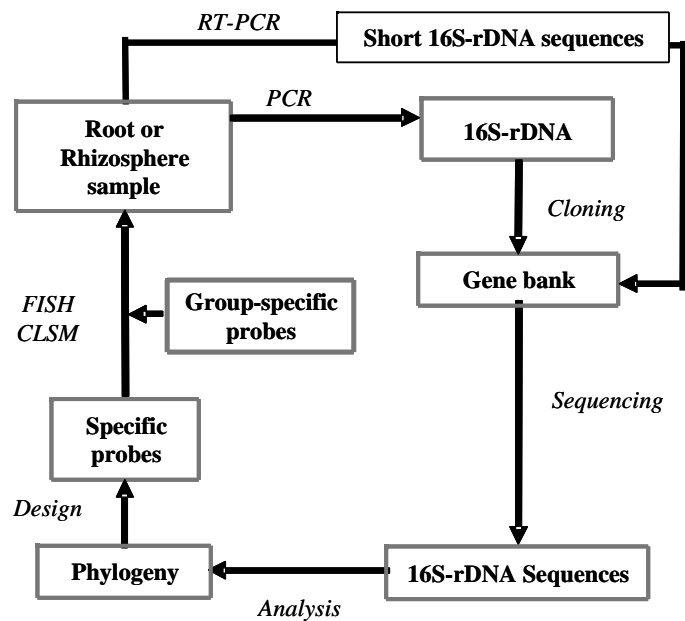 RT-PCR
Short 16S-rDNA sequences
PCR
Root or
Rhizosphere
sample
16S-rDNA
Cloning
Gene bank
Group-specific
probes
FISH
CLSM
Sequencing
Specific
probes
Design
Phylogeny
16S-rDNA Sequences
Analysis